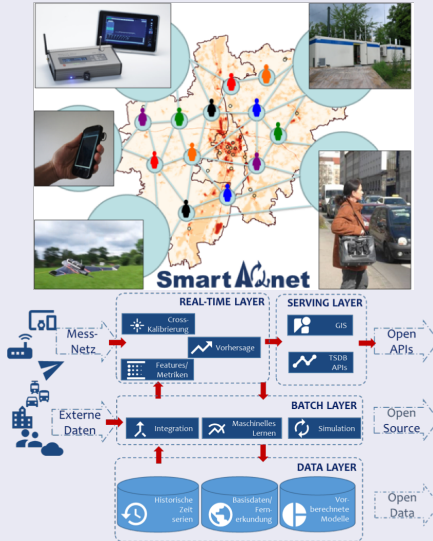 SmartAQnet
REAL-TIME LAYER
SERVING LAYER
Mess-
Netz
Cross-
Kalibrierung
Vorhersage
Features/
Metriken
GIS
TSDB
APIs
Open
APIs
BATCH LAYER
Externe
Daten
Integration
Maschinelles
Lernen
Simulation
Open
Source
DATA LAYER
Historische
Zeit
serien
Basisdaten/
Fern-
erkundung
Vor-
berechnete
Modelle
Open
Data